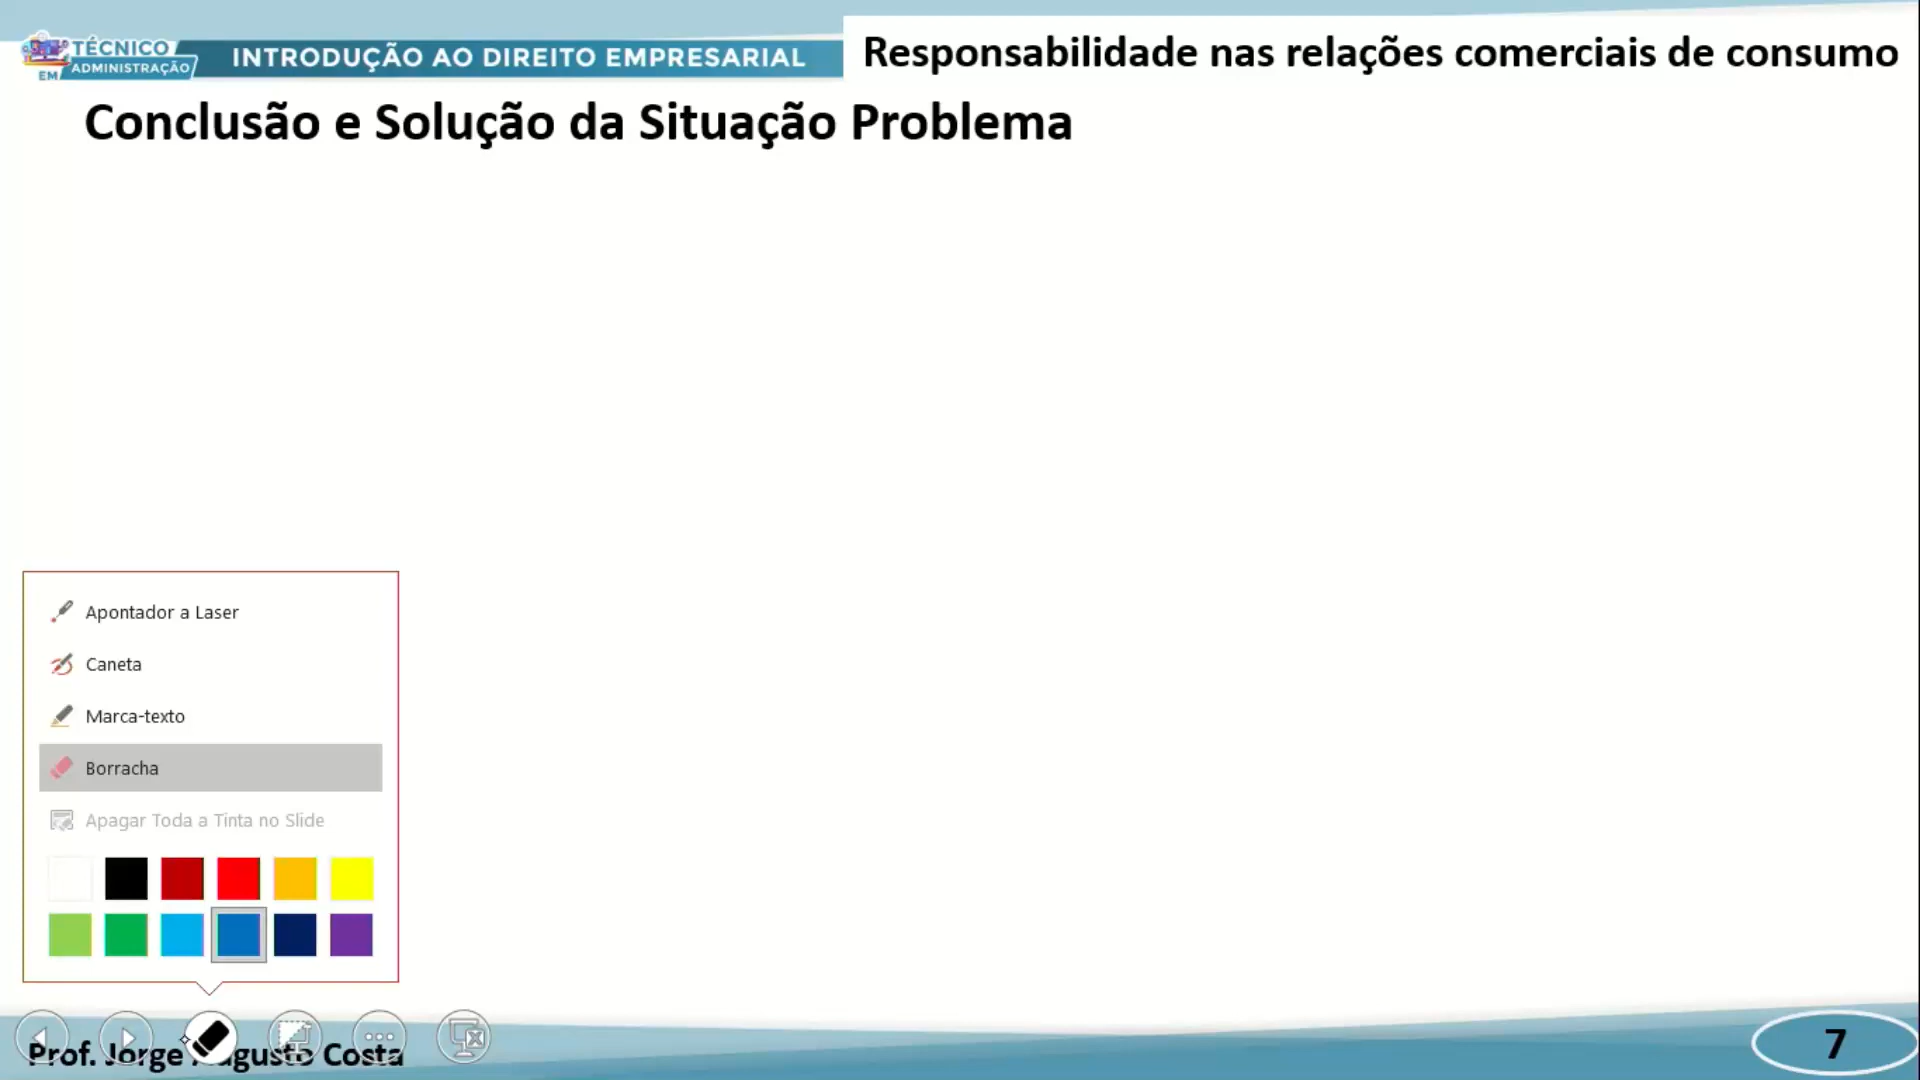 TÉCNICO
EM ADMINISTRAÇÃO
INTRODUÇÃO AO DIREITO EMPRESARIAL
Responsabilidade nas relações comerciais de consumo
Conclusão e Solução da Situação Problema
Apontador a Laser
Caneta
Marca-texto
Borracha
Apagar Toda a Tinta no Slide
Prof. Jorge Augusto Costa
7